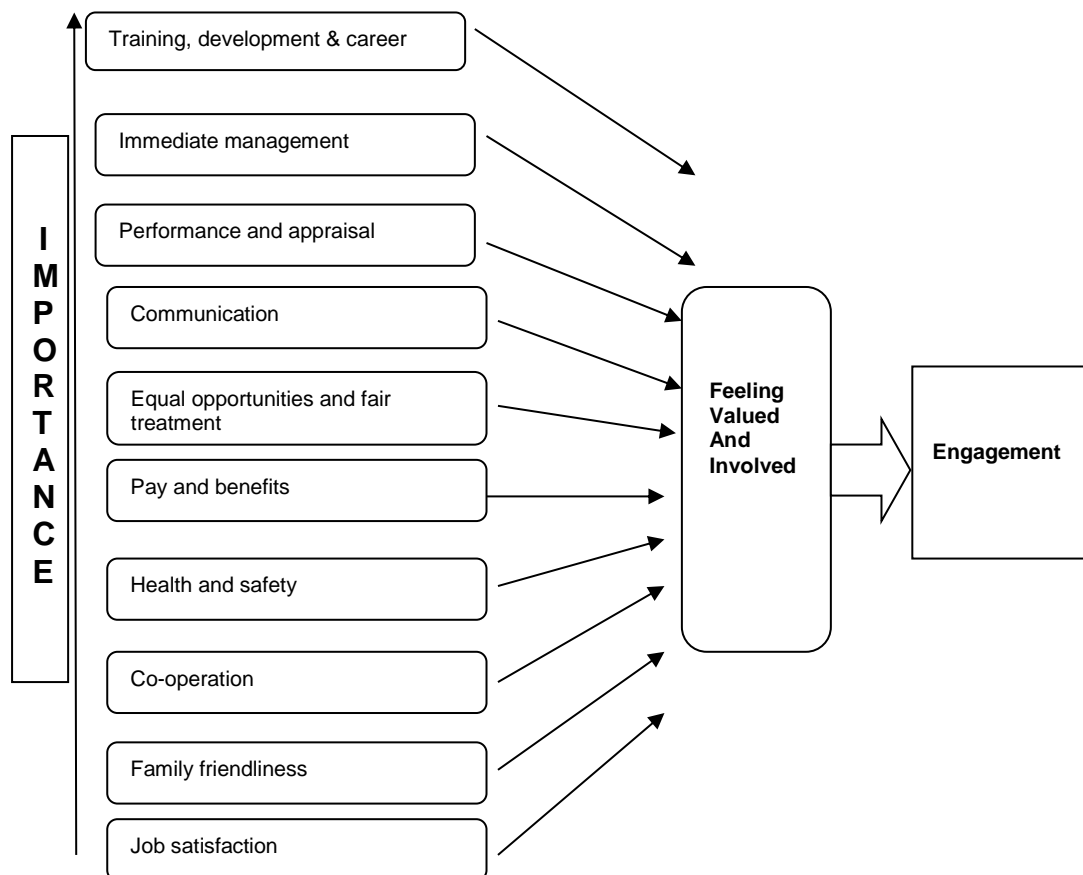 Training, development & career
Immediate management
Performance and appraisal
Communication
Equal opportunities and fair
treatment
Pay and benefits
Health and safety
Co-operation
Family friendliness
Job satisfaction
I
M
P
O
R
T
A
N
C
E
Feeling
Valued
And
Involved
Engagement